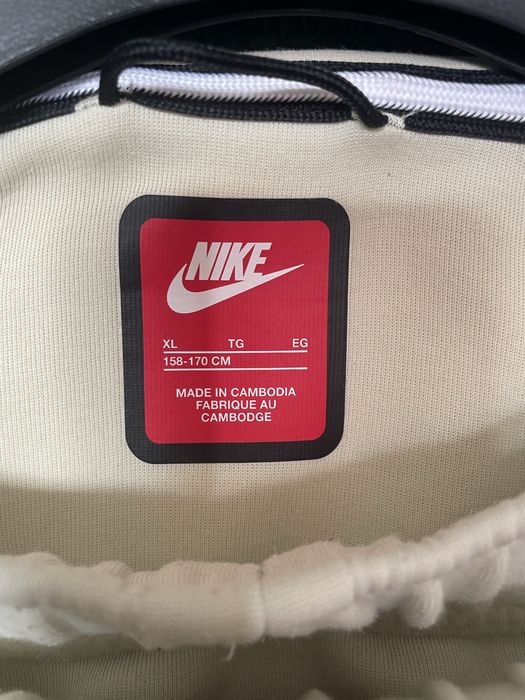 NIKE
XL TG EG
158-170 CM
MADE IN CAMBODIA
FABRIQUE AU
CAMBODGE